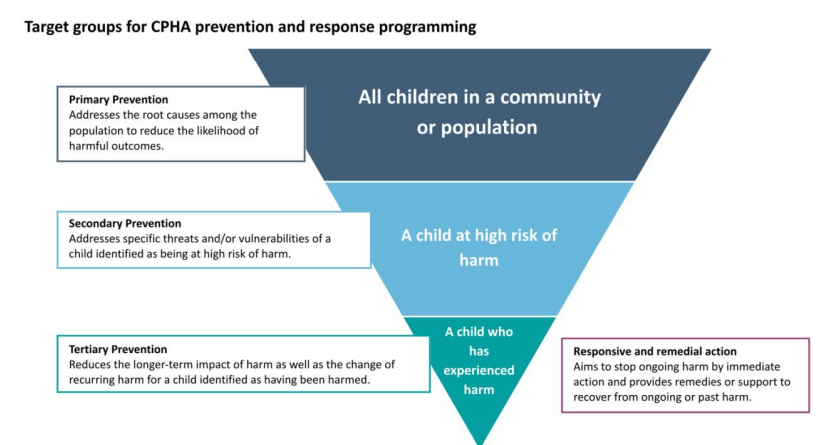 Target groups for CPHA prevention and response programming
Primary Prevention
Addresses the root causes among the
population to reduce the likelihood of
harmful outcomes.
All children in a community
or population
Secondary Prevention
Addresses specific threats and/or vulnerabilities of a
child identified as being at high risk of harm.
A child at high risk of
harm
Tertiary Prevention
Reduces the longer-term impact of harm as well as the change of
recurring harm for a child identified as having been harmed.
A child who
has
experienced
harm
Responsive and remedial action
Aims to stop ongoing harm by immediate
action and provides remedies or support to
recover from ongoing or past harm.